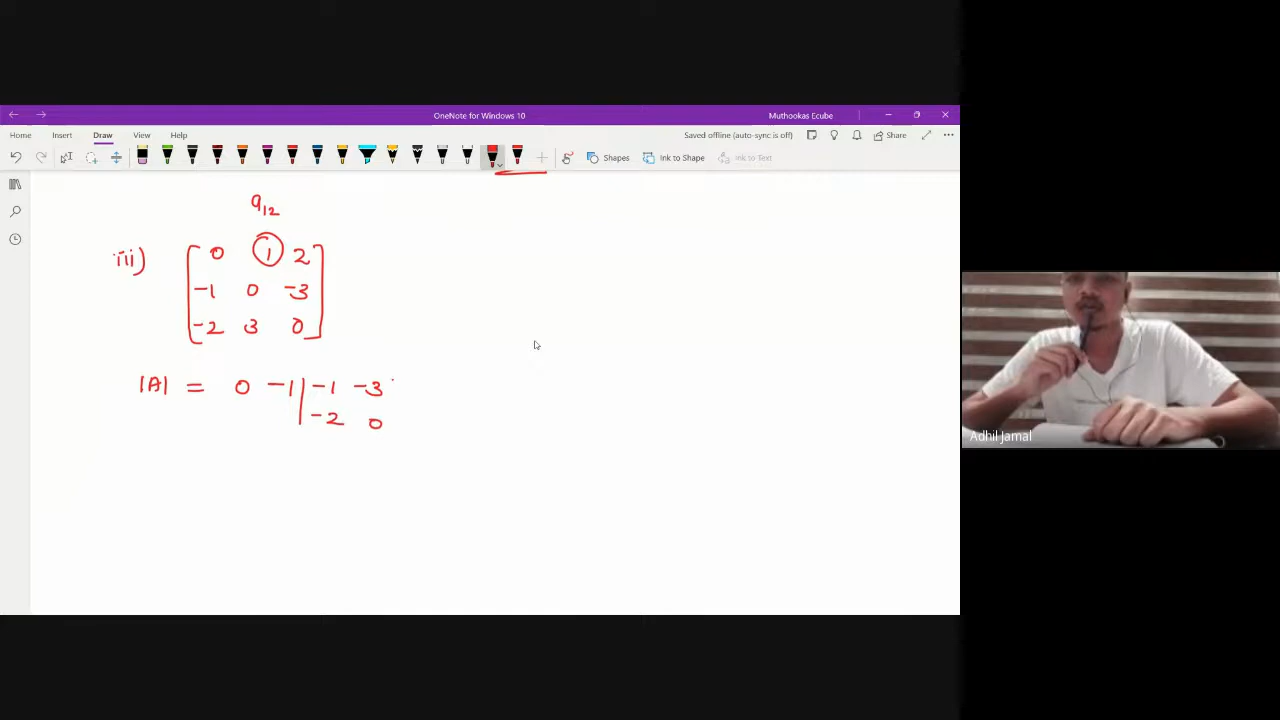 OneNote for Windows 10
Muthookas Ecube
Home Insert Draw View Help
Saved offline (auto-sync is off)
Share
Shapes
Ink to Shape
Ink to Text
a12
iii)
0 1 2
-1 0 -3
-2 3 0
|A| = 0 -1 | -1 -3
-2 0
Adhil Jamal